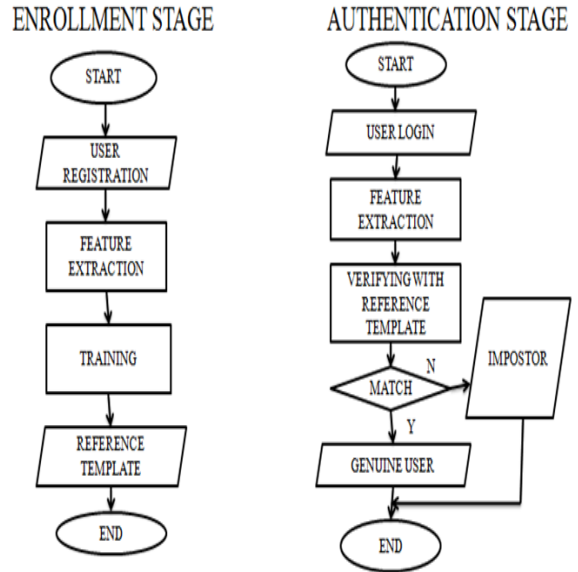 ENROLLMENT STAGE
START
USER
REGISTRATION
FEATURE
EXTRACTION
TRAINING
REFERENCE
TEMPLATE
END
AUTHENTICATION STAGE
START
USER LOGIN
FEATURE
EXTRACTION
VERIFYING WITH
REFERENCE
TEMPLATE
MATCH
N
IMPOSTOR
Y
GENUINE USER
END